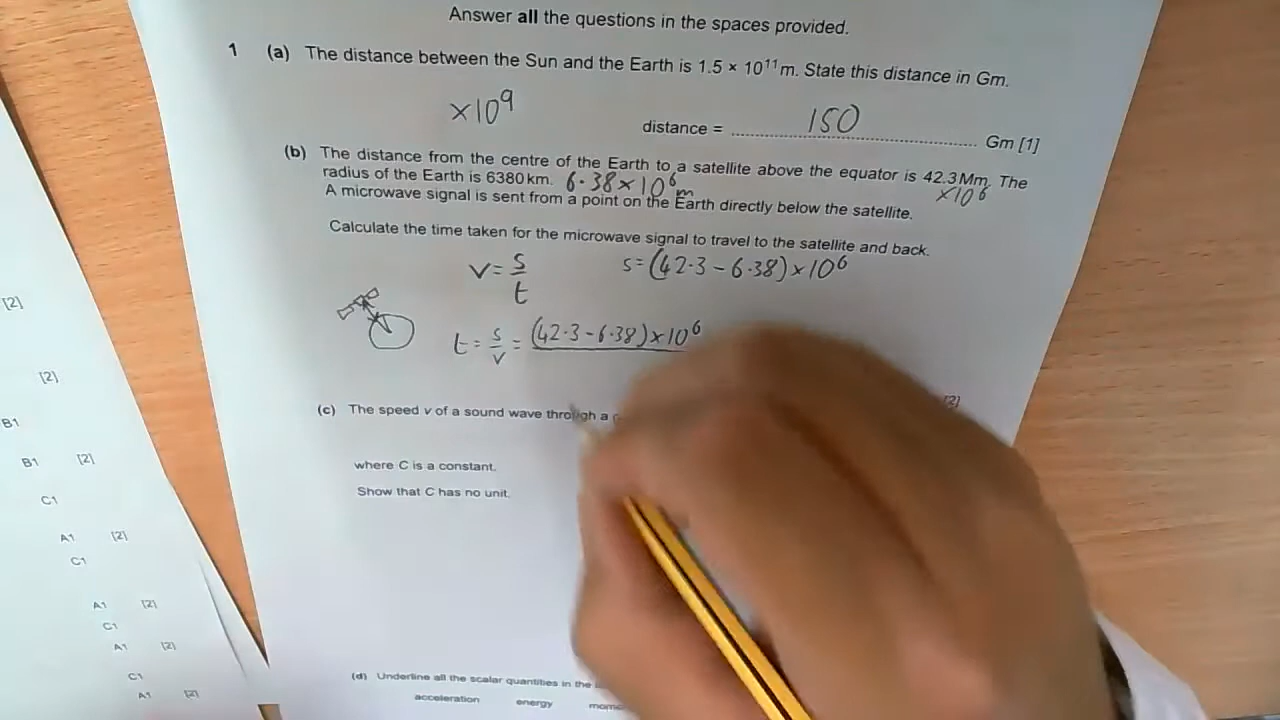 Answer all the questions in the spaces provided.
1 (a) The distance between the Sun and the Earth is 1.5 × 10¹¹ m. State this distance in Gm.
×10⁹
distance = 150 Gm [1]
(b) The distance from the centre of the Earth to a satellite above the equator is 42.3 Mm. The
×10⁶
radius of the Earth is 6380 km. 6.38×10⁶ m
A microwave signal is sent from a point on the Earth directly below the satellite.
Calculate the time taken for the microwave signal to travel to the satellite and back.
v = s/t
s = (42.3 – 6.38) × 10⁶
t = s/v = (42.3 – 6.38) × 10⁶
[2]
(c) The speed v of a sound wave through a
where C is a constant.
Show that C has no unit.
(d) Underline all the scalar quantities in the
acceleration energy
[2]
[2]
B1
B1 [2]
C1
A1 [2]
C1
A1 [2]
C1
A1 [2]
C1
A1 [2]